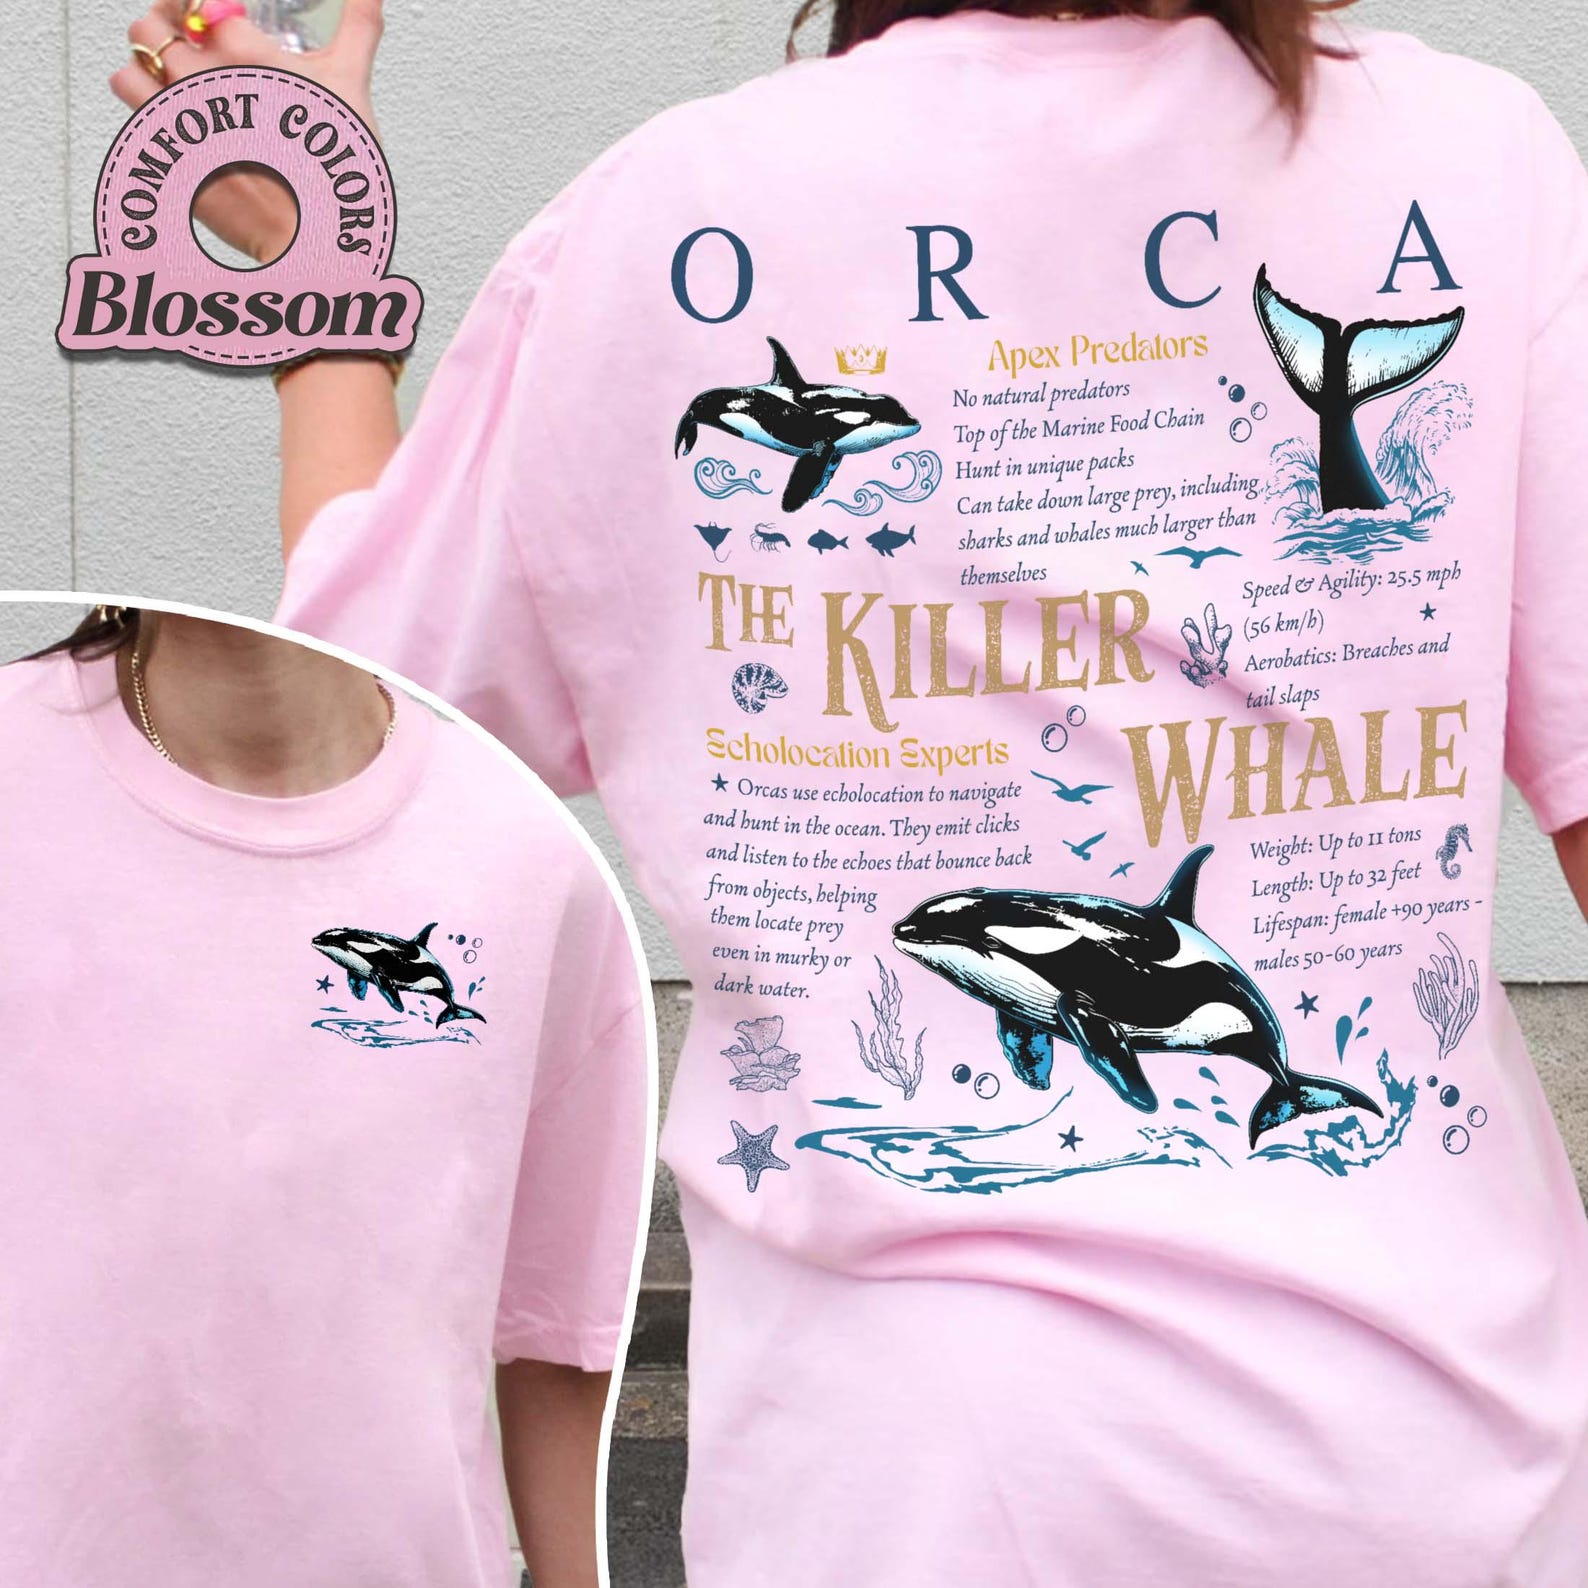 COMFORT COLORS
Blossom
O R C A
Apex Predators
No natural predators
Top of the Marine Food Chain
Hunt in unique packs
Can take down large prey, including
sharks and whales much larger than
themselves
Speed & Agility: 25.5 mph
(56 km/h)
Aerobatics: Breaches and
tail slaps
THE KILLER
WHALE
Echolocation Experts
Orcas use echolocation to navigate
and hunt in the ocean. They emit clicks
and listen to the echoes that bounce back
from objects, helping
them locate prey
even in murky or
dark water.
Weight: Up to 11 tons
Length: Up to 32 feet
Lifespan: female +90 years -
males 50-60 years